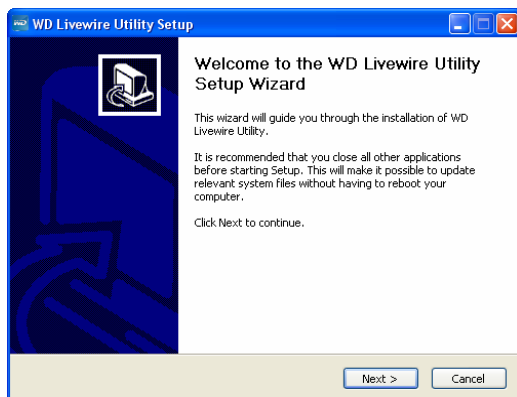 WD Livewire Utility Setup
Welcome to the WD Livewire Utility
Setup Wizard
This wizard will guide you through the installation of WD
Livewire Utility.
It is recommended that you close all other applications
before starting Setup. This will make it possible to update
relevant system files without having to reboot your
computer.
Click Next to continue.
Next > Cancel